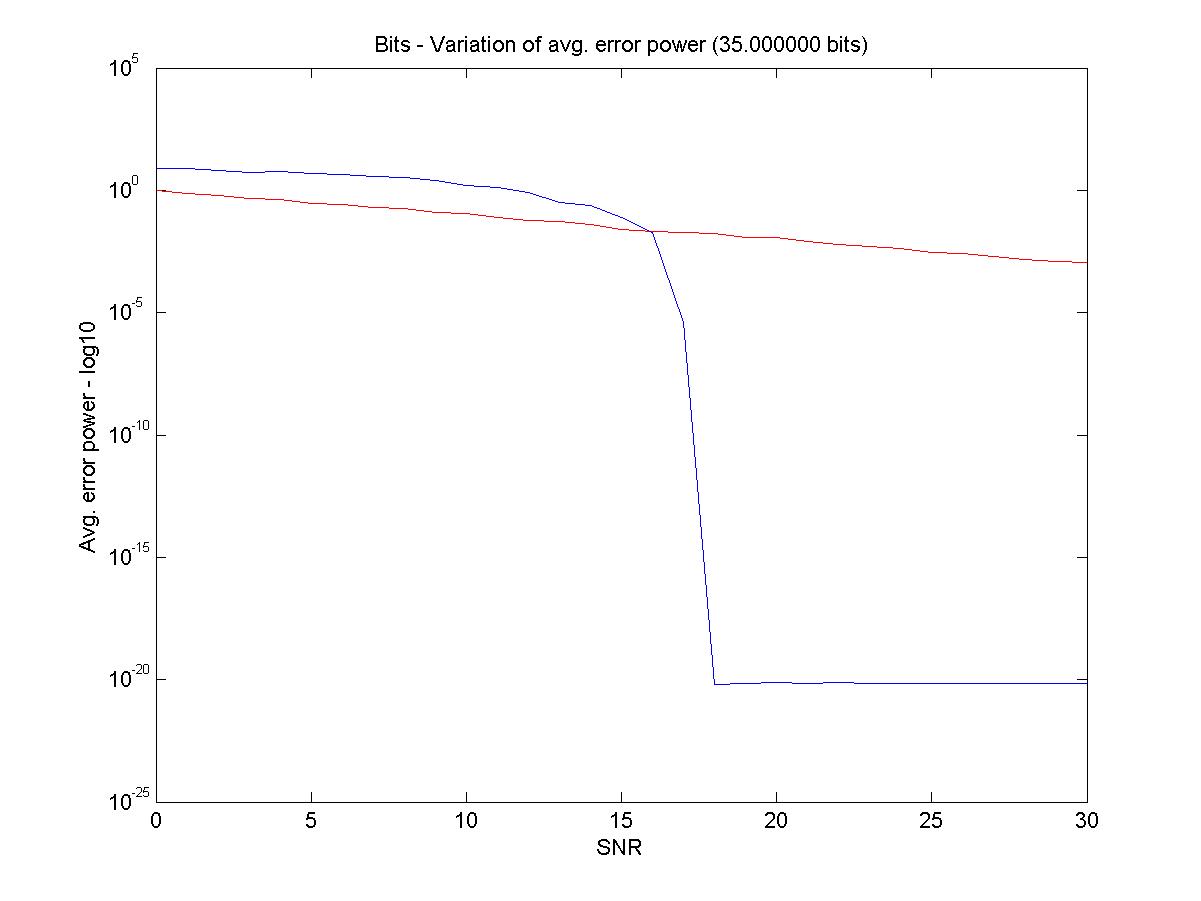 Bits - Variation of avg. error power (35.000000 bits)
10^5
10^0
10^-5
10^-10
10^-15
10^-20
10^-25
Avg. error power - log10
0 5 10 15 20 25 30
SNR